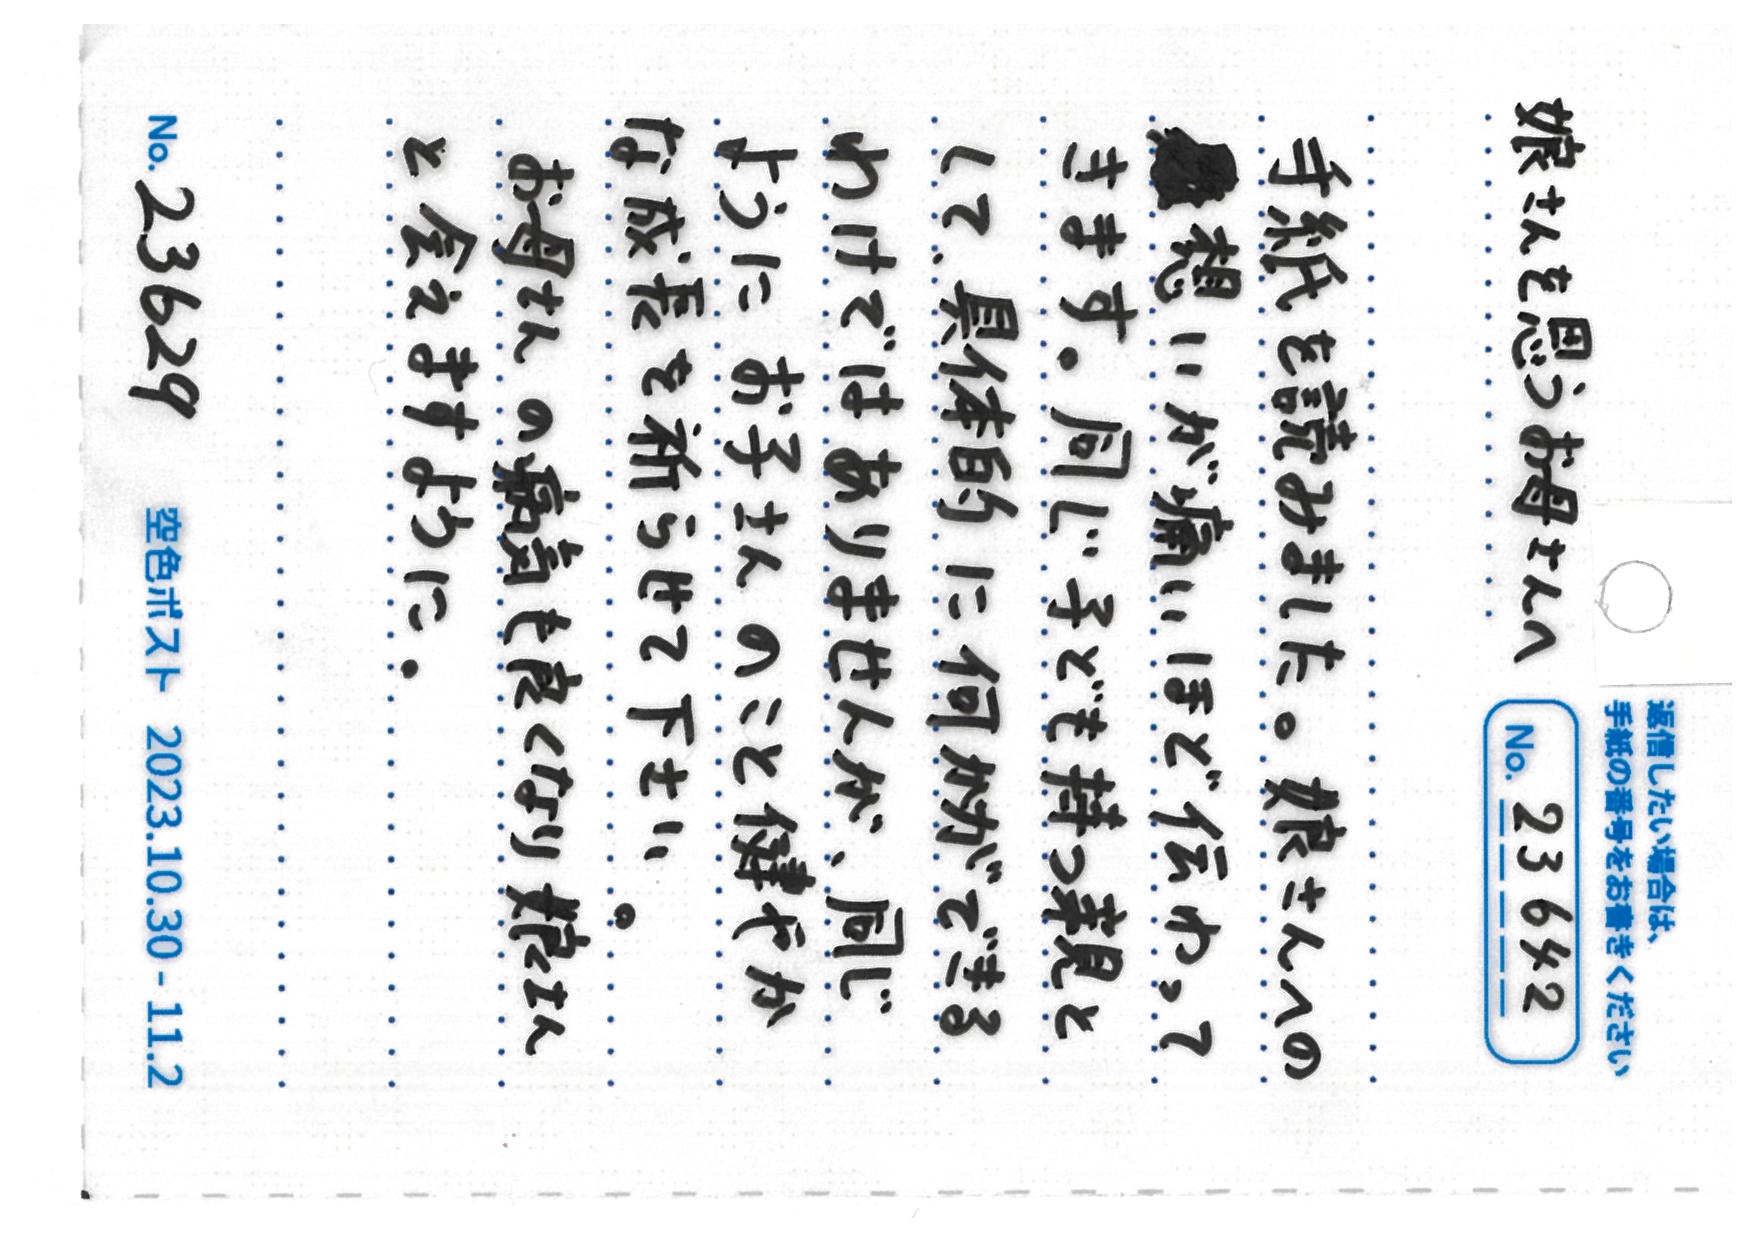 返信したい場合は、
手紙の番号をお書きください
娘さんを思うお母さんへ
No. 23642
手紙を読みました。娘さんへの
想いが痛いほど伝わって
きます。同じ子ども持つ親と
して、具体的に何かができる
わけではありませんが、同じ
ようにお子さんのこと健やか
な成長を祈らせて下さい。
お母さんの病気も良くなり娘さん
と会えますように。
No. 23629
空色ポスト 2023.10.30 - 11.2